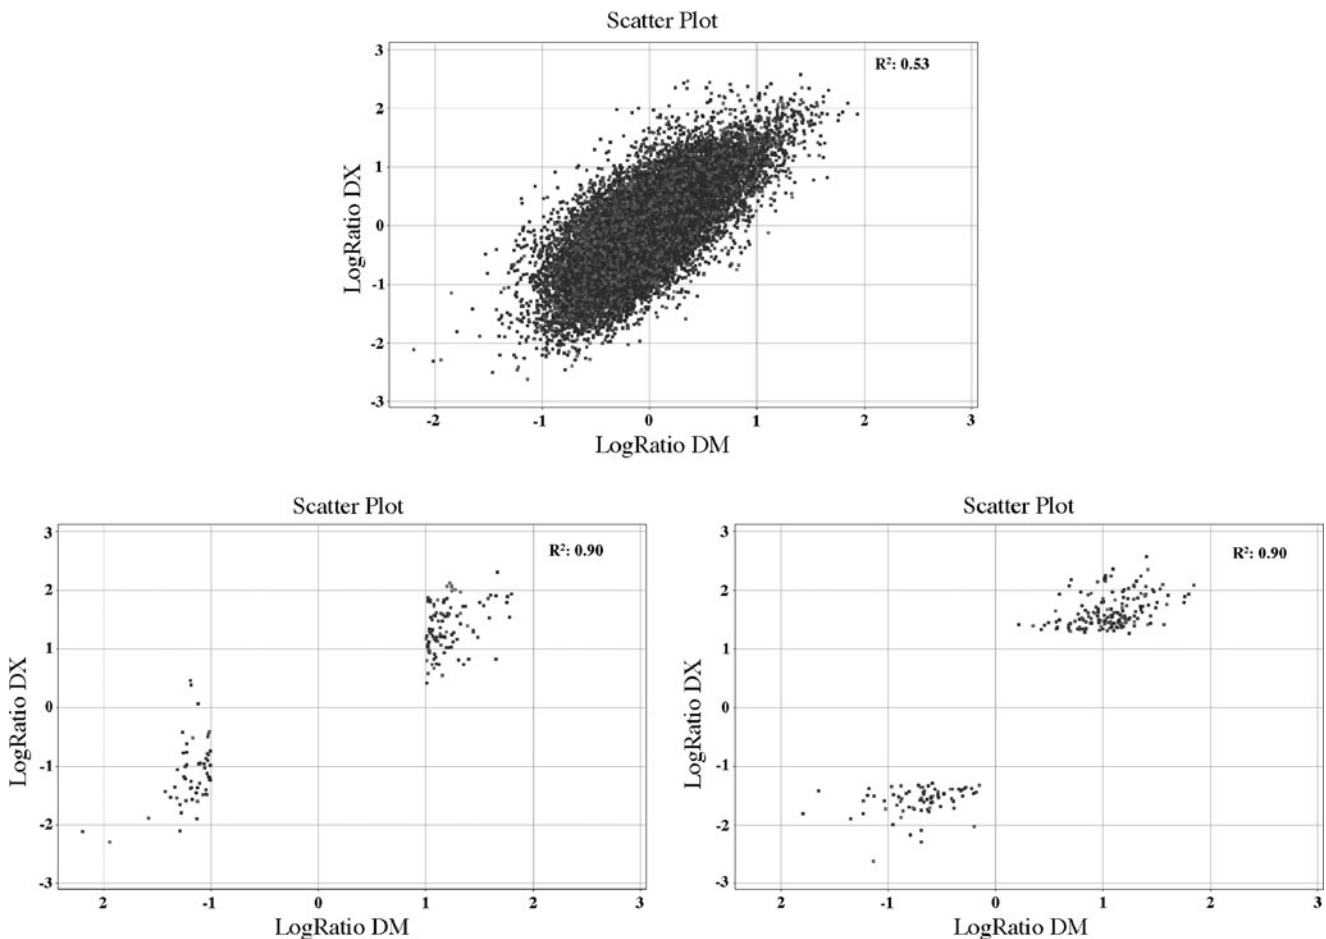 Scatter Plot
R²: 0.53
3
2
1
0
-1
-2
-3
LogRatio DX
-2 -1 0 1 2 3
LogRatio DM
Scatter Plot
R²: 0.90
3
2
1
0
-1
-2
-3
LogRatio DX
2 -1 0 1 2 3
LogRatio DM
Scatter Plot
R²: 0.90
3
2
1
0
-1
-2
-3
LogRatio DX
2 -1 0 1 2 3
LogRatio DM